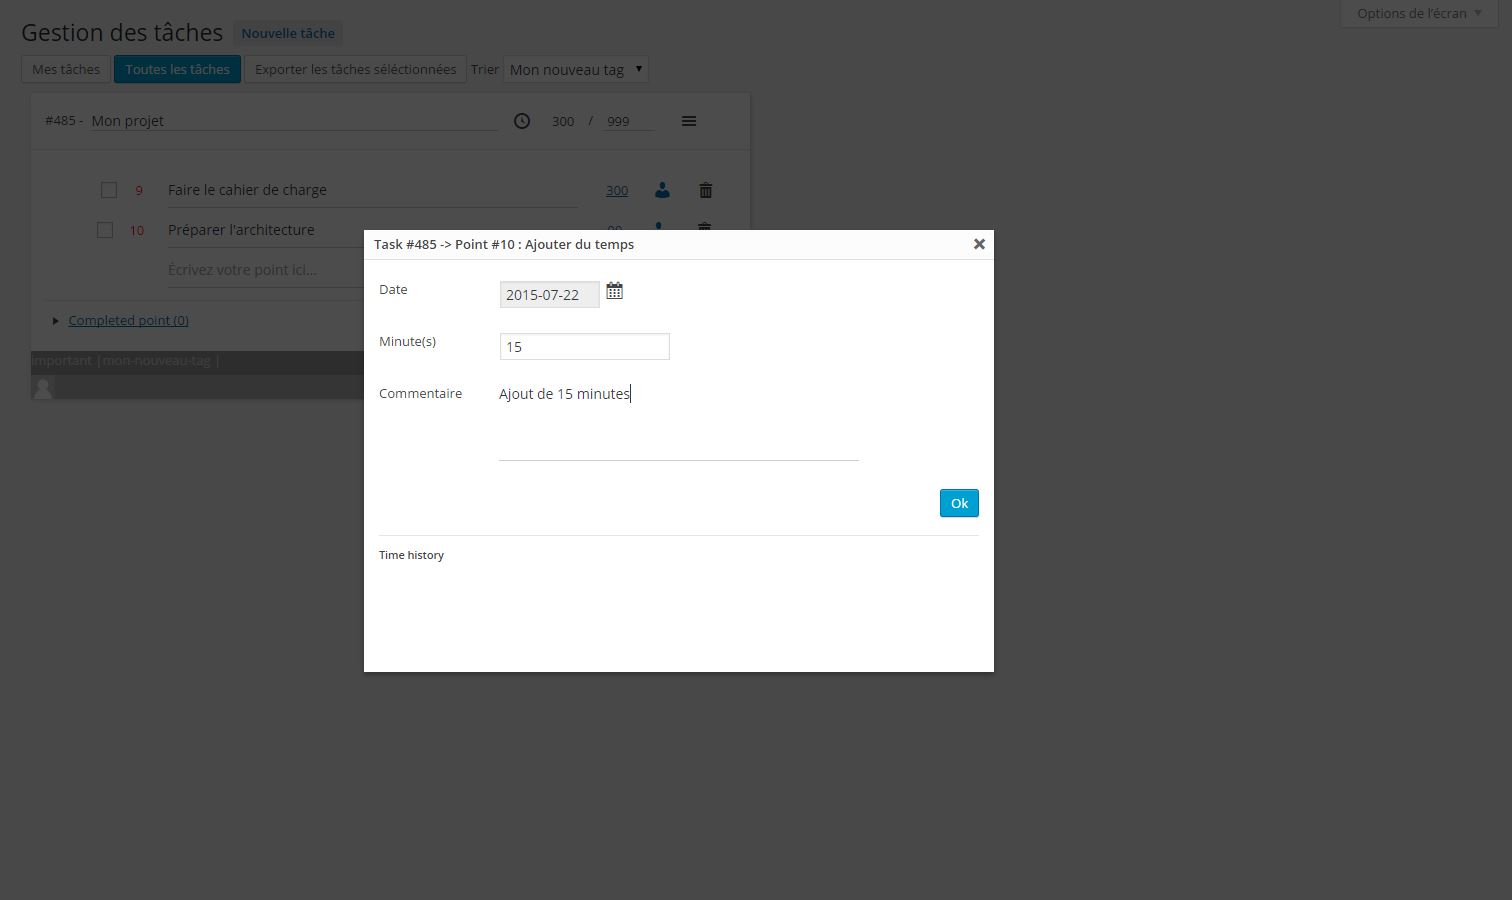 Options de l'écran
Gestion des tâches Nouvelle tâche
Mes tâches Toutes les tâches Exporter les tâches séléctionnées Trier Mon nouveau tag
#485 - Mon projet 300 / 999
9 Faire le cahier de charge 300
10 Préparer l'architecture
Écrivez votre point ici...
Completed point (0)
important |mon-nouveau-tag |
Task #485 -> Point #10 : Ajouter du temps
Date 2015-07-22
Minute(s) 15
Commentaire Ajout de 15 minutes
Ok
Time history